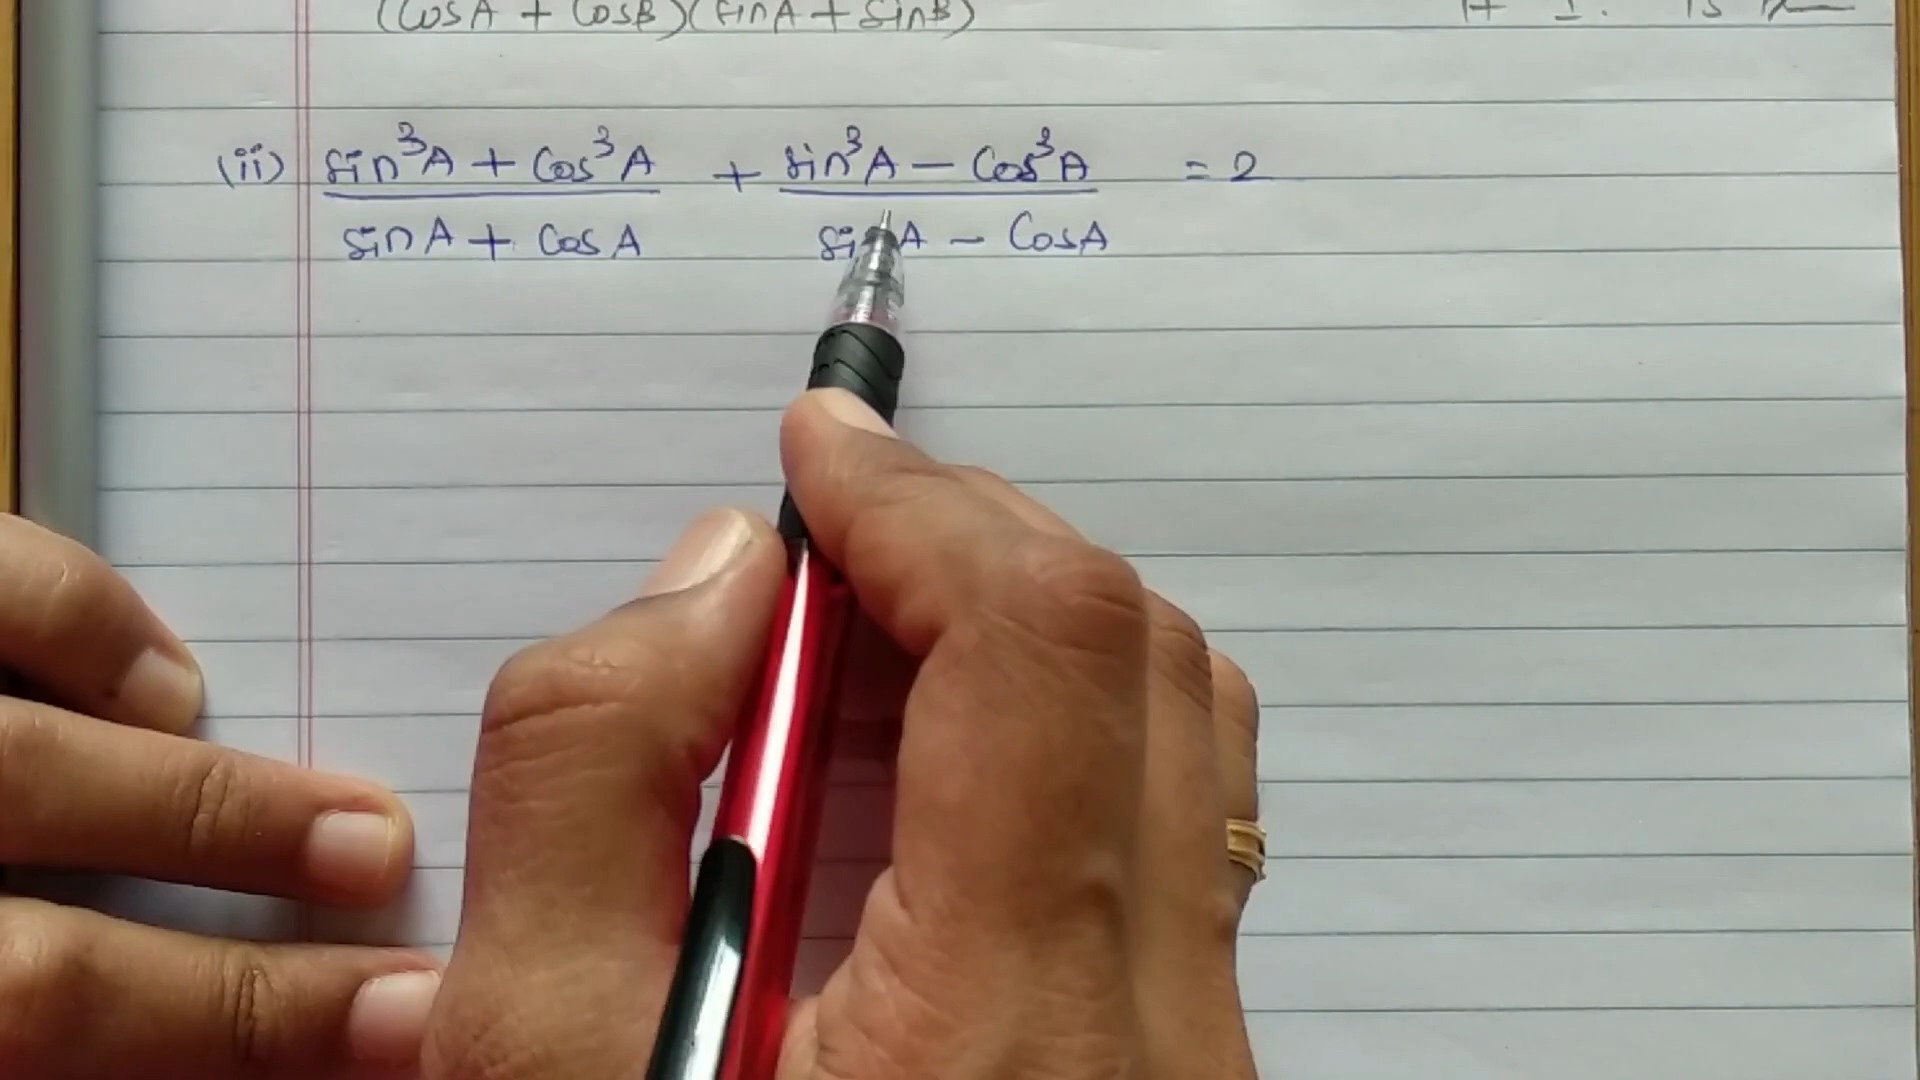 (CosA + CosB)(sinA + SinB)
(ii) sin³A + Cos³A + sin³A − Cos³A = 2
sinA + CosA sinA − CosA